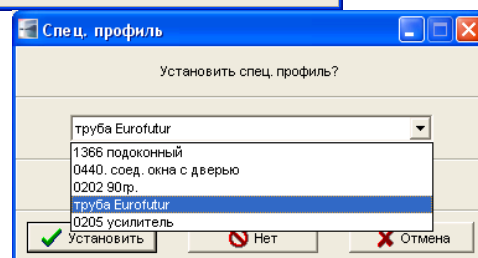 Спец. профиль
Установить спец. профиль?
труба Eurofutur
1366 подоконный
0440. соед. окна с дверью
0202 90гр.
труба Eurofutur
0205 усилитель
Установить
Нет
Отмена